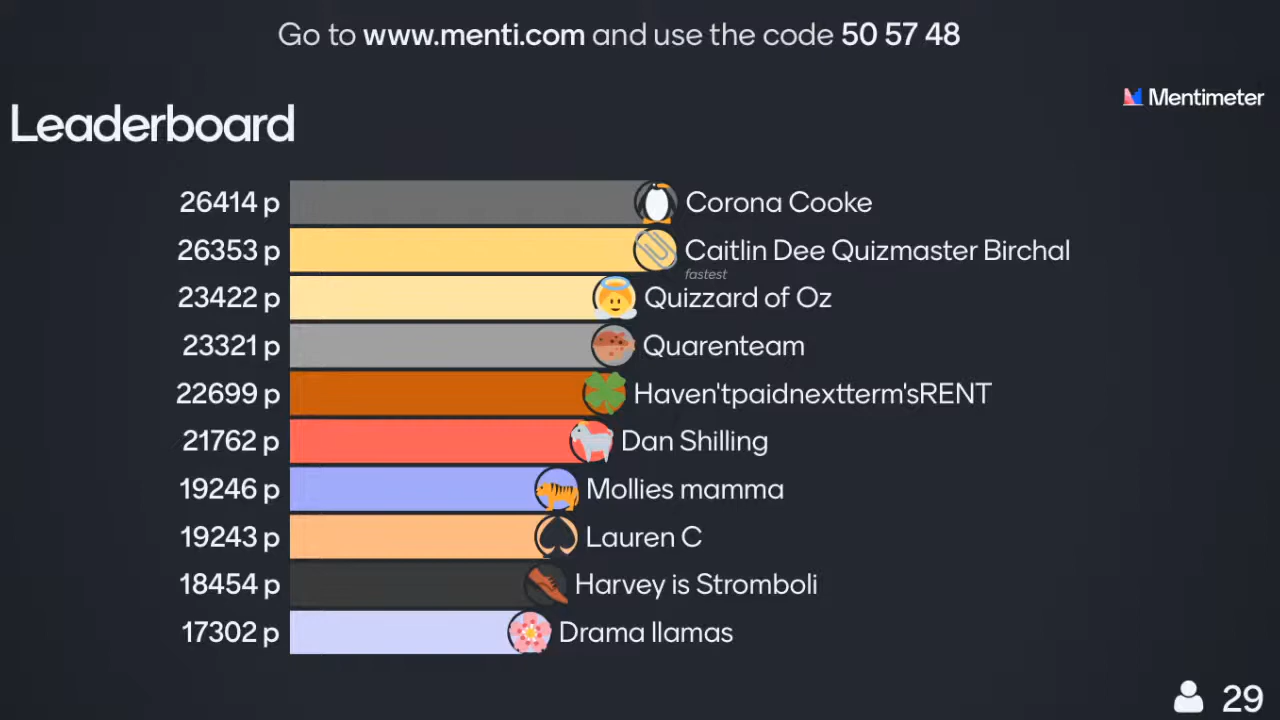 Go to www.menti.com and use the code 50 57 48
Mentimeter
Leaderboard
26414 p Corona Cooke
26353 p Caitlin Dee Quizmaster Birchal
fastest
23422 p Quizzard of Oz
23321 p Quarenteam
22699 p Haven'tpaidnextterm'sRENT
21762 p Dan Shilling
19246 p Mollies mamma
19243 p Lauren C
18454 p Harvey is Stromboli
17302 p Drama llamas
29